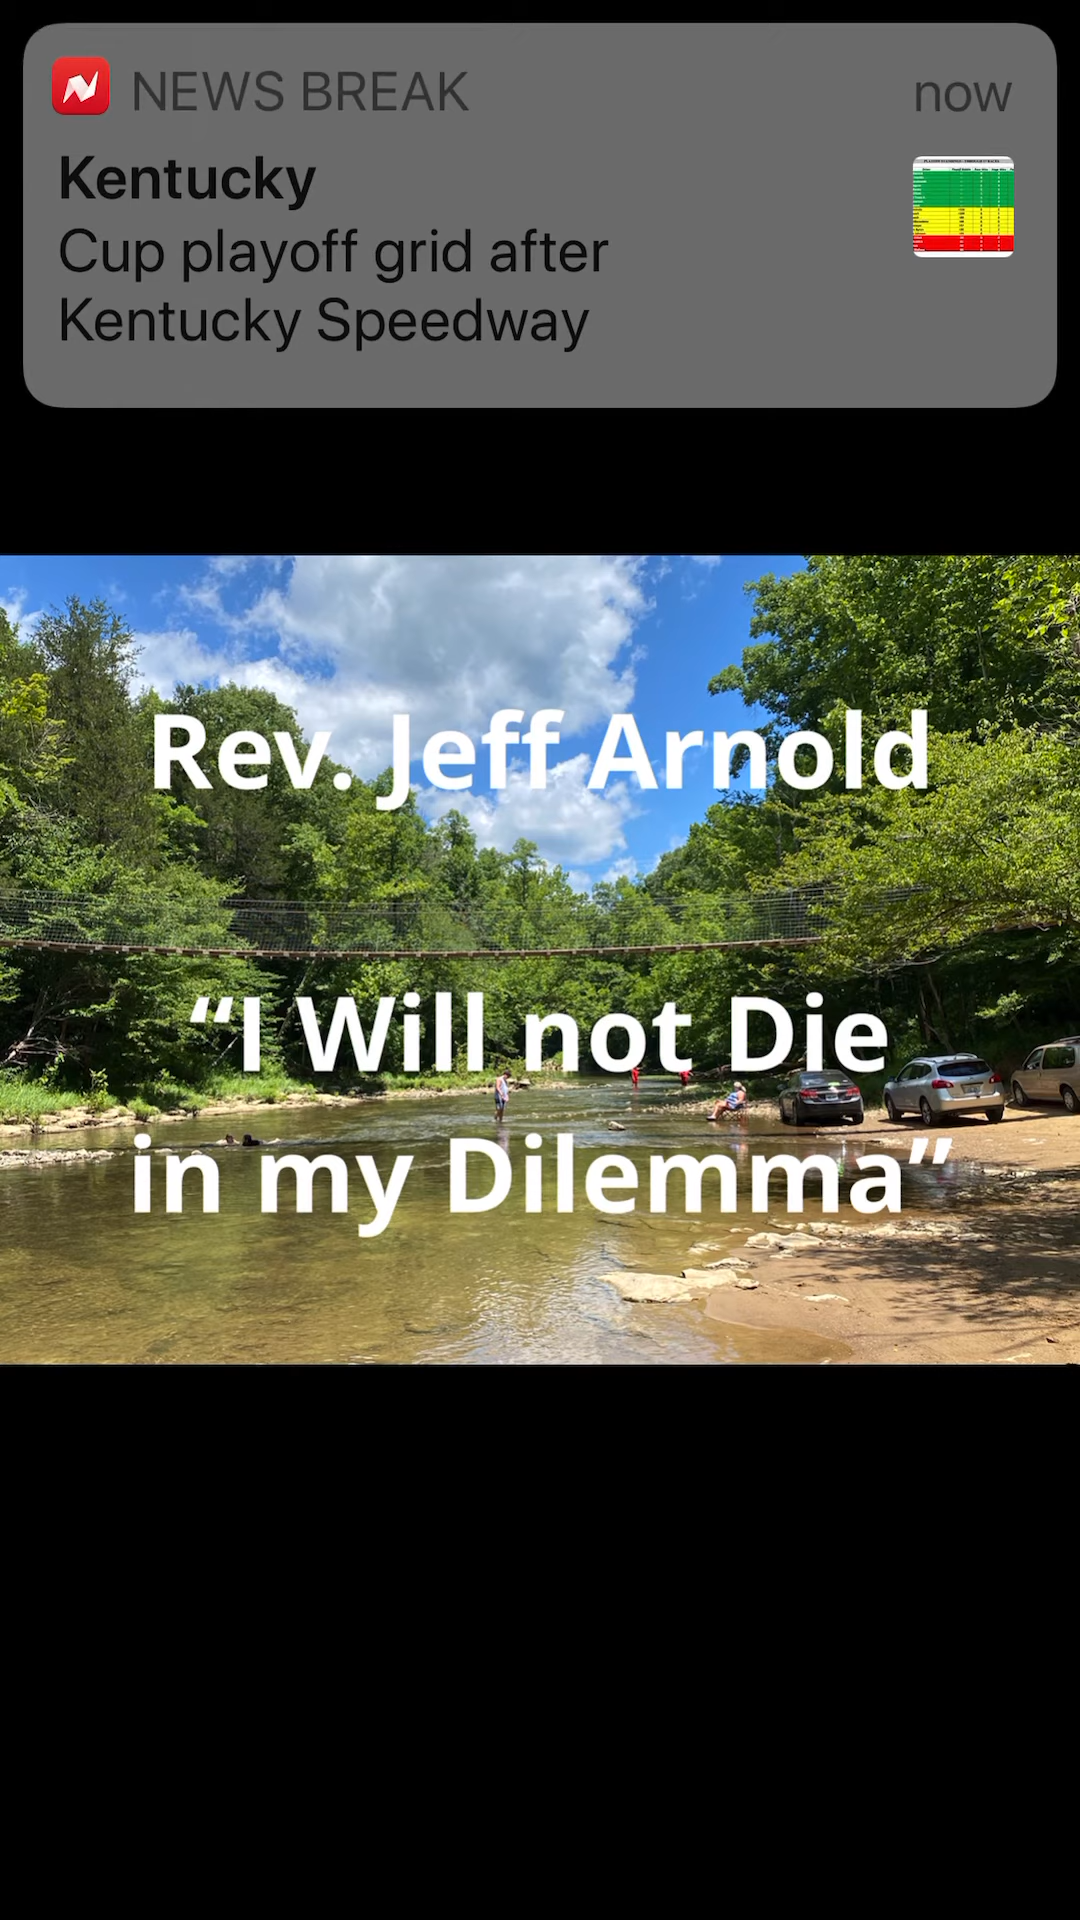 NEWS BREAK
now
Kentucky
Cup playoff grid after
Kentucky Speedway
Rev. Jeff Arnold
“I Will not Die
in my Dilemma”